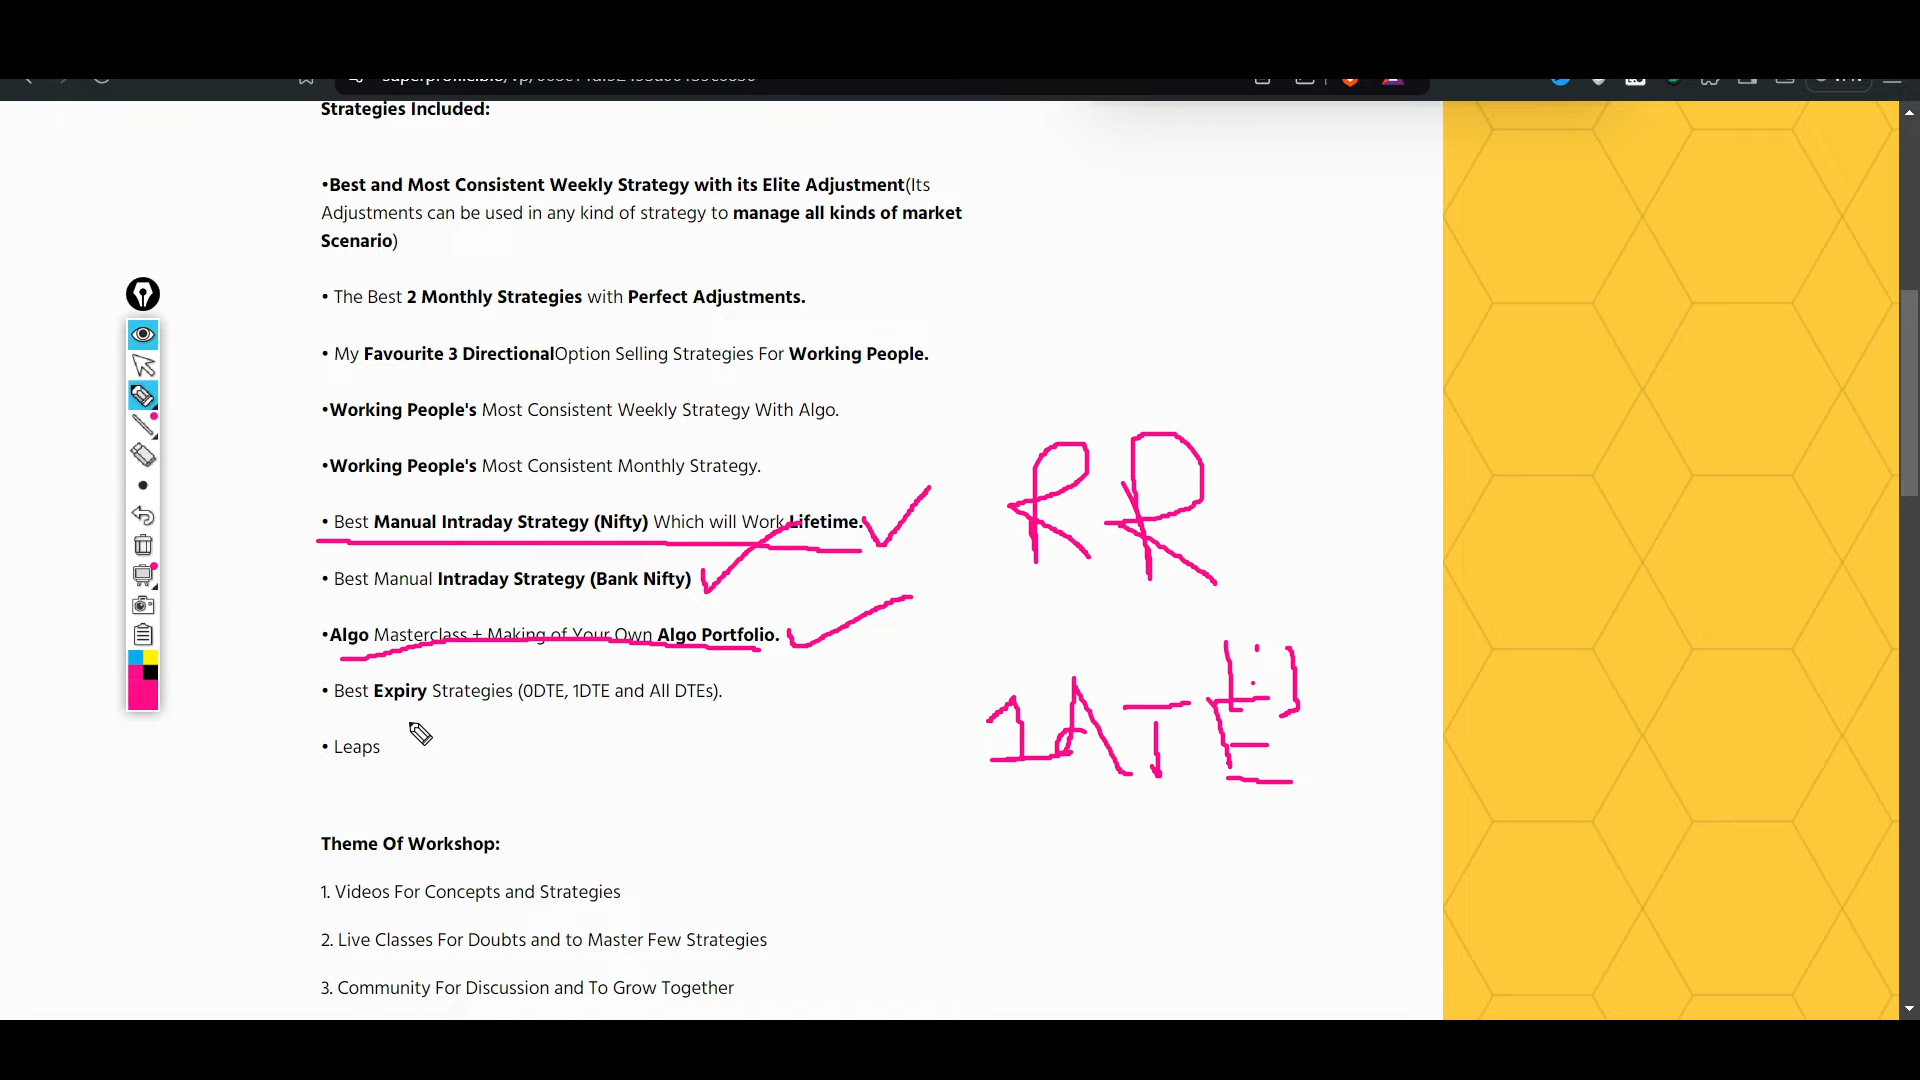 Strategies Included:
•Best and Most Consistent Weekly Strategy with its Elite Adjustment(Its
Adjustments can be used in any kind of strategy to manage all kinds of market
Scenario)
• The Best 2 Monthly Strategies with Perfect Adjustments.
• My Favourite 3 DirectionalOption Selling Strategies For Working People.
•Working People's Most Consistent Weekly Strategy With Algo.
•Working People's Most Consistent Monthly Strategy.
RR
• Best Manual Intraday Strategy (Nifty) Which will Work Lifetime.
• Best Manual Intraday Strategy (Bank Nifty)
•Algo Masterclass + Making of Your Own Algo Portfolio.
• Best Expiry Strategies (0DTE, 1DTE and All DTEs).
• Leaps
Theme Of Workshop:
1. Videos For Concepts and Strategies
2. Live Classes For Doubts and to Master Few Strategies
3. Community For Discussion and To Grow Together